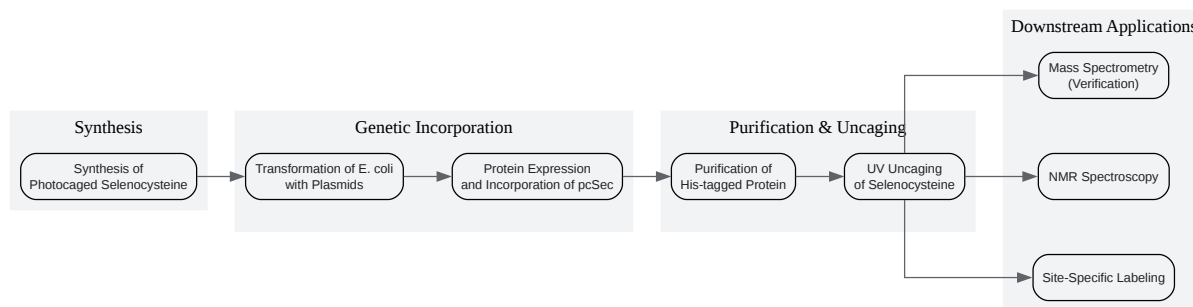 Downstream Applications
Mass Spectrometry
(Verification)
Synthesis
Genetic Incorporation
Purification & Uncaging
Synthesis of
Photocaged Selenocysteine
Transformation of E. coli
with Plasmids
Protein Expression
and Incorporation of pcSec
Purification of
His-tagged Protein
UV Uncaging
of Selenocysteine
NMR Spectroscopy
Site-Specific Labeling